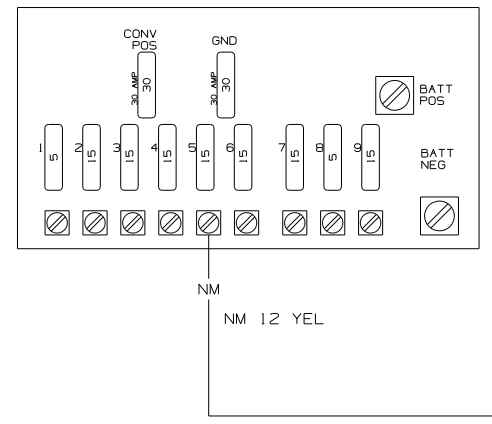 CONV
POS
GND
30 AMP
30
30 AMP
30
BATT
POS
1 5
2 15
3 15
4 15
5 15
6 15
7 15
8 5
9 15
BATT
NEG
NM
NM 12 YEL